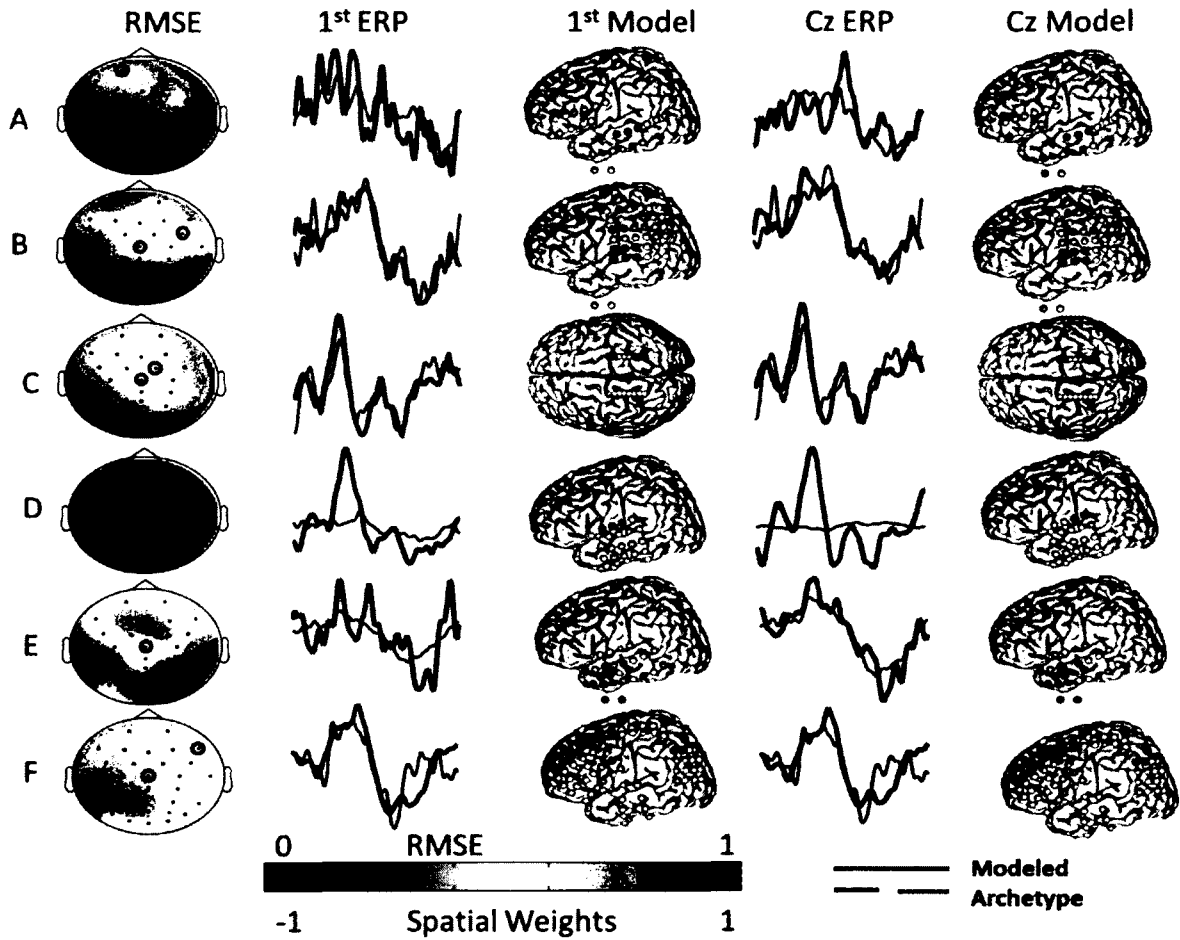 RMSE 1st ERP 1st Model Cz ERP Cz Model
A
B
C
D
E
F
0 RMSE 1
-1 Spatial Weights 1
Modeled
Archetype